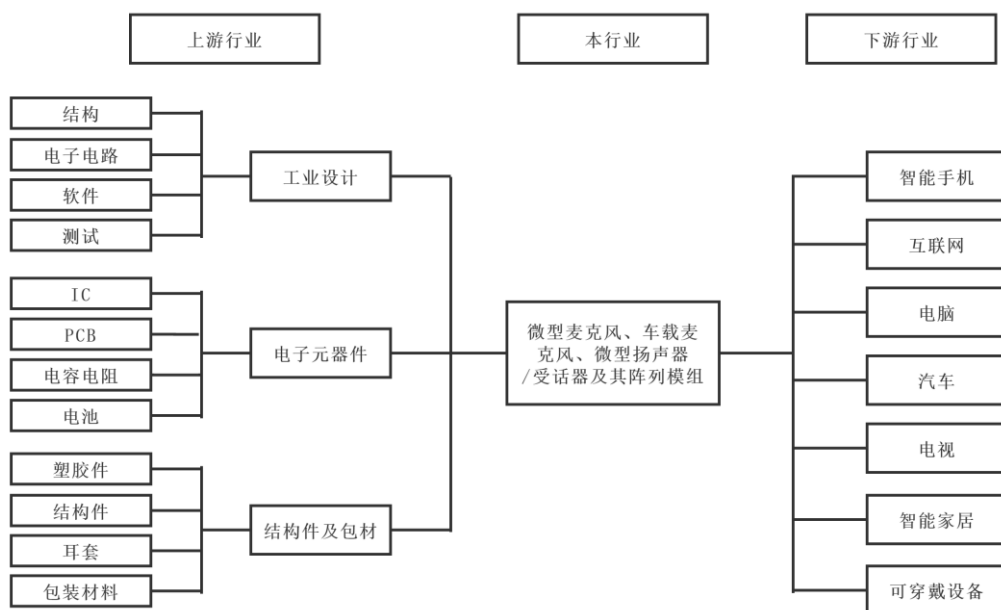 上游行业
本行业
下游行业
结构
电子电路
软件
测试
工业设计
IC
PCB
电容电阻
电池
电子元器件
塑胶件
结构件
耳套
包装材料
结构件及包材
微型麦克风、车载麦
克风、微型扬声器
/受话器及其阵列模组
智能手机
互联网
电脑
汽车
电视
智能家居
可穿戴设备